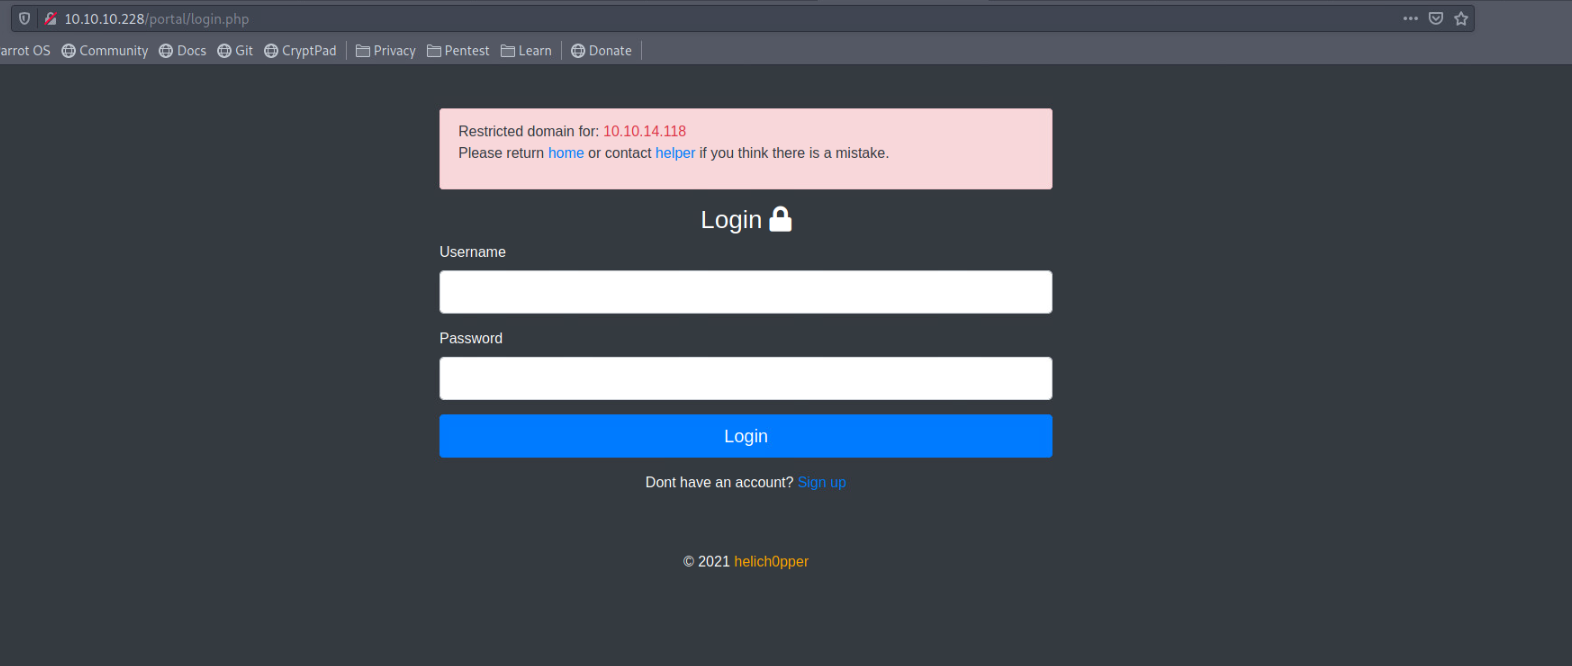 10.10.10.228/portal/login.php
arrot OS Community Docs Git CryptPad Privacy Pentest Learn Donate
Restricted domain for: 10.10.14.118
Please return home or contact helper if you think there is a mistake.
Login
Username
Password
Login
Dont have an account? Sign up
© 2021 helich0pper